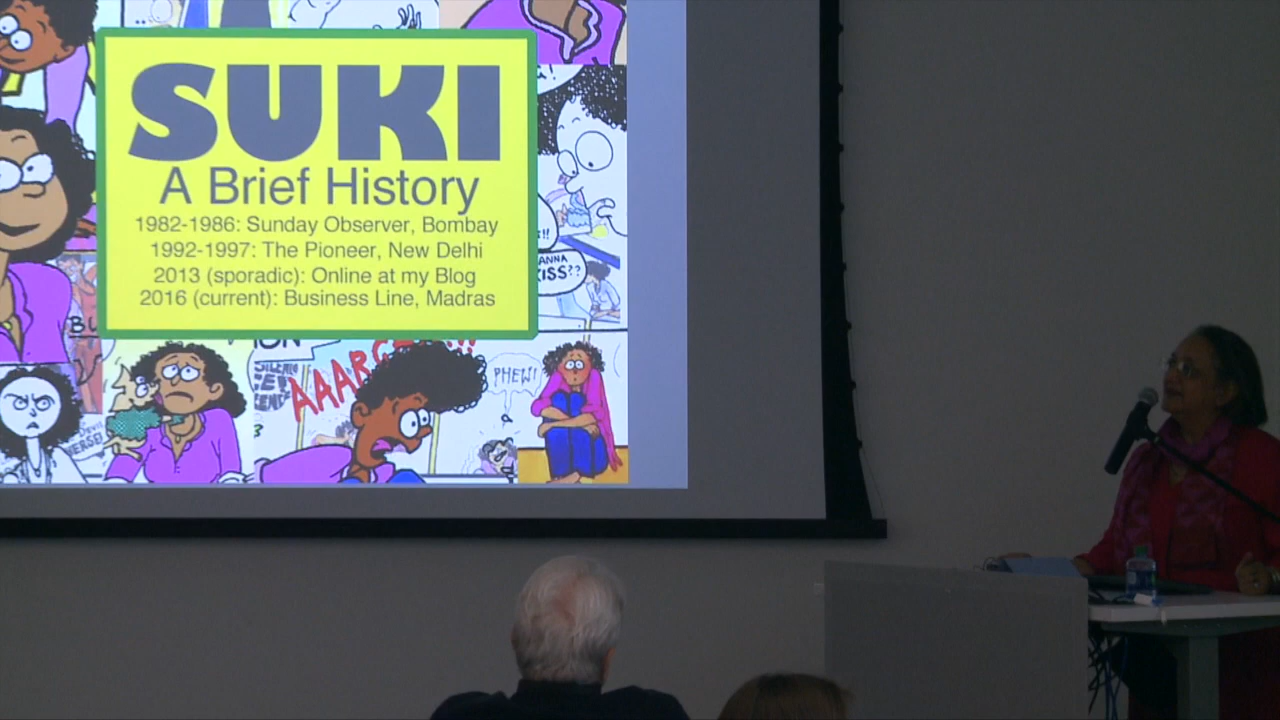 SUKI
A Brief History
1982-1986: Sunday Observer, Bombay
1992-1997: The Pioneer, New Delhi
2013 (sporadic): Online at my Blog
2016 (current): Business Line, Madras
!!
KISS??
PHEW!